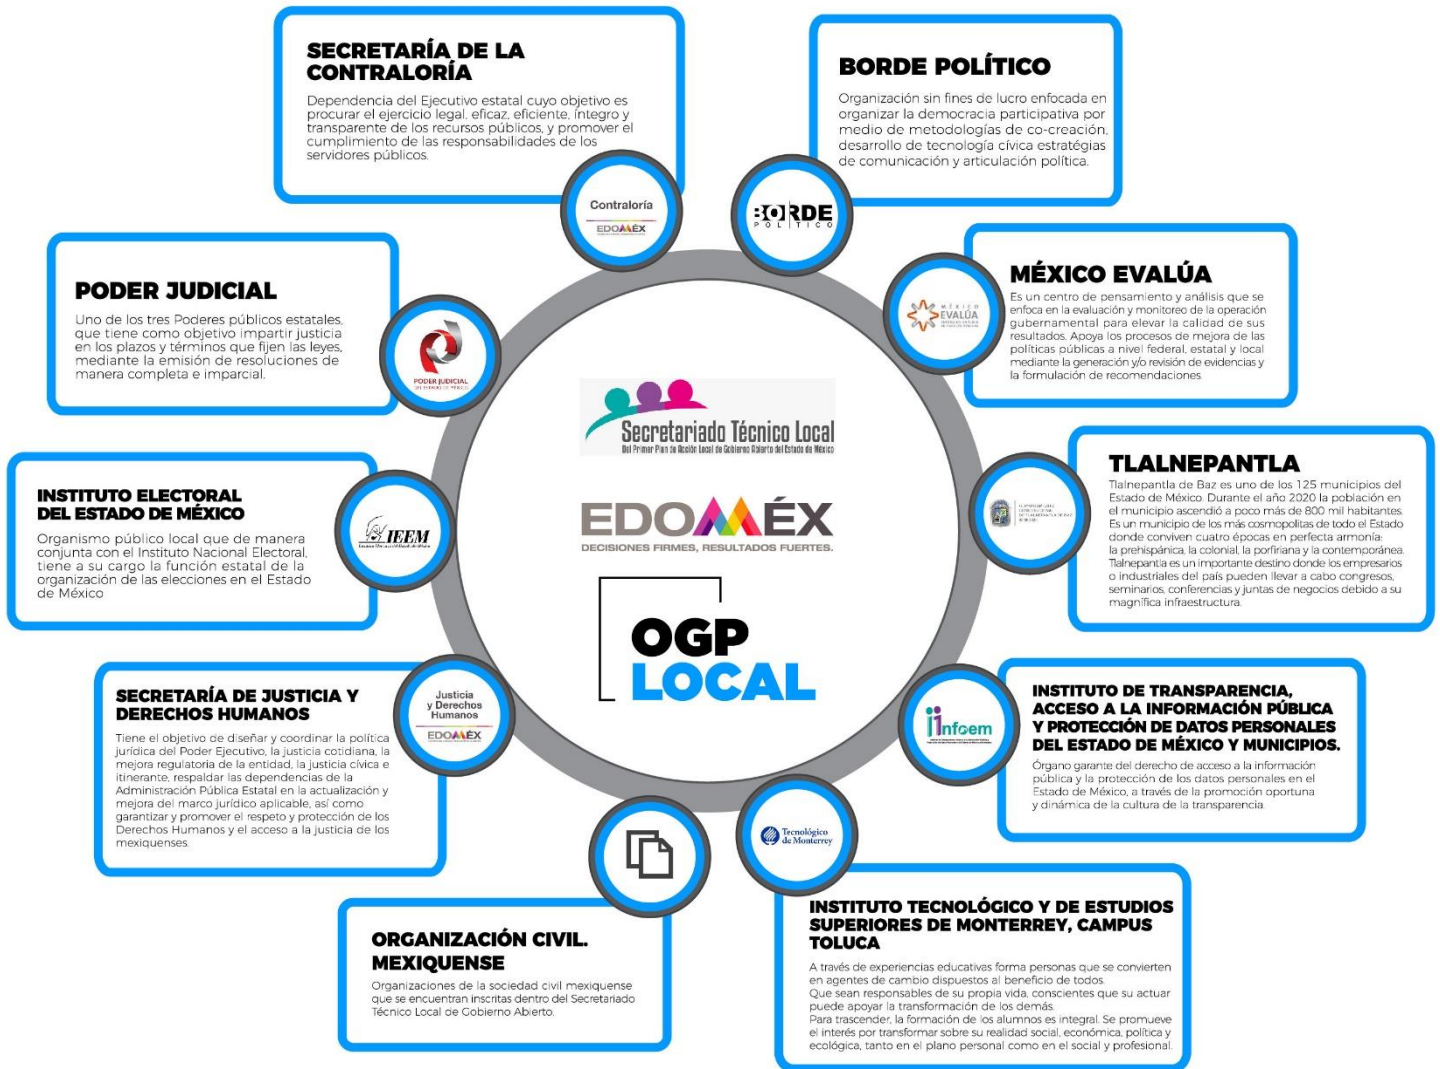 SECRETARÍA DE LA
CONTRALORÍA
Dependencia del Ejecutivo estatal cuyo objetivo es
procurar el ejercicio legal, eficaz, eficiente, íntegro y
transparente de los recursos públicos, y promover el
cumplimiento de las responsabilidades de los
servidores públicos.
Contraloría
EDOMÉX
BORDE POLÍTICO
Organización sin fines de lucro enfocada en
organizar la democracia participativa por
medio de metodologías de co-creación,
desarrollo de tecnología cívica estratégias
de comunicación y articulación política.
BORDE
POLÍTICO
PODER JUDICIAL
Uno de los tres Poderes públicos estatales,
que tiene como objetivo impartir justicia
en los plazos y términos que fijen las leyes,
mediante la emisión de resoluciones de
manera completa e imparcial.
PODER JUDICIAL
DEL ESTADO DE MÉXICO
MÉXICO EVALÚA
Es un centro de pensamiento y análisis que se
enfoca en la evaluación y monitoreo de la operación
gubernamental para elevar la calidad de sus
resultados. Apoya los procesos de mejora de las
políticas públicas a nivel federal, estatal y local
mediante la generación y/o revisión de evidencias y
la formulación de recomendaciones.
MÉXICO
EVALÚA
Secretariado Técnico Local
Del Primer Plan de Acción Local de Gobierno Abierto del Estado de México
EDOMÉX
DECISIONES FIRMES, RESULTADOS FUERTES.
OGP
LOCAL
INSTITUTO ELECTORAL
DEL ESTADO DE MÉXICO
Organismo público local que de manera
conjunta con el Instituto Nacional Electoral,
tiene a su cargo la función estatal de la
organización de las elecciones en el Estado
de México
IEEM
TLALNEPANTLA
Tlalnepantla de Baz es uno de los 125 municipios del
Estado de México. Durante el año 2020 la población en
el municipio ascendió a poco más de 800 mil habitantes.
Es un municipio de los más cosmopolitas de todo el Estado
donde conviven cuatro épocas en perfecta armonía:
la prehispánica, la colonial, la porfiriana y la contemporánea.
Tlalnepantla es un importante destino donde los empresarios
o industriales del país pueden llevar a cabo congresos,
seminarios, conferencias y juntas de negocios debido a su
magnífica infraestructura.
SECRETARÍA DE JUSTICIA Y
DERECHOS HUMANOS
Tiene el objetivo de diseñar y coordinar la política
jurídica del Poder Ejecutivo, la justicia cotidiana, la
mejora regulatoria de la entidad, la justicia cívica e
itinerante, respaldar las dependencias de la
Administración Pública Estatal en la actualización y
mejora del marco jurídico aplicable, así como
garantizar y promover el respeto y protección de los
Derechos Humanos y el acceso a la justicia de los
mexiquenses.
Justicia
y Derechos
Humanos
EDOMÉX
INSTITUTO DE TRANSPARENCIA,
ACCESO A LA INFORMACIÓN PÚBLICA
Y PROTECCIÓN DE DATOS PERSONALES
DEL ESTADO DE MÉXICO Y MUNICIPIOS.
Órgano garante del derecho de acceso a la información
pública y la protección de los datos personales en el
Estado de México, a través de la promoción oportuna
y dinámica de la cultura de la transparencia.
infoem
ORGANIZACIÓN CIVIL.
MEXIQUENSE
Organizaciones de la sociedad civil mexiquense
que se encuentran inscritas dentro del Secretariado
Técnico Local de Gobierno Abierto.
Tecnológico
de Monterrey
INSTITUTO TECNOLÓGICO Y DE ESTUDIOS
SUPERIORES DE MONTERREY, CAMPUS
TOLUCA
A través de experiencias educativas forma personas que se convierten
en agentes de cambio dispuestos al beneficio de todos.
Que sean responsables de su propia vida, conscientes que su actuar
puede apoyar la transformación de los demás.
Para trascender, la formación de los alumnos es integral. Se promueve
el interés por transformar sobre su realidad social, económica, política y
ecológica, tanto en el plano personal como en el social y profesional.